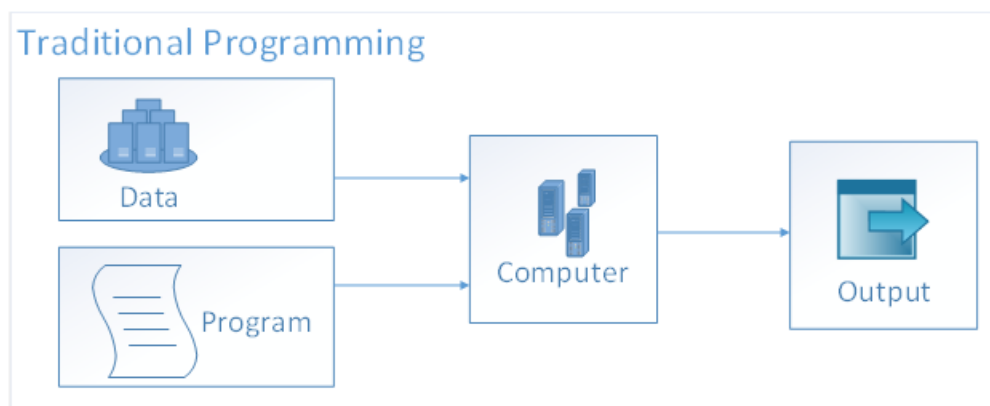 Traditional Programming
Data
Program
Computer
Output